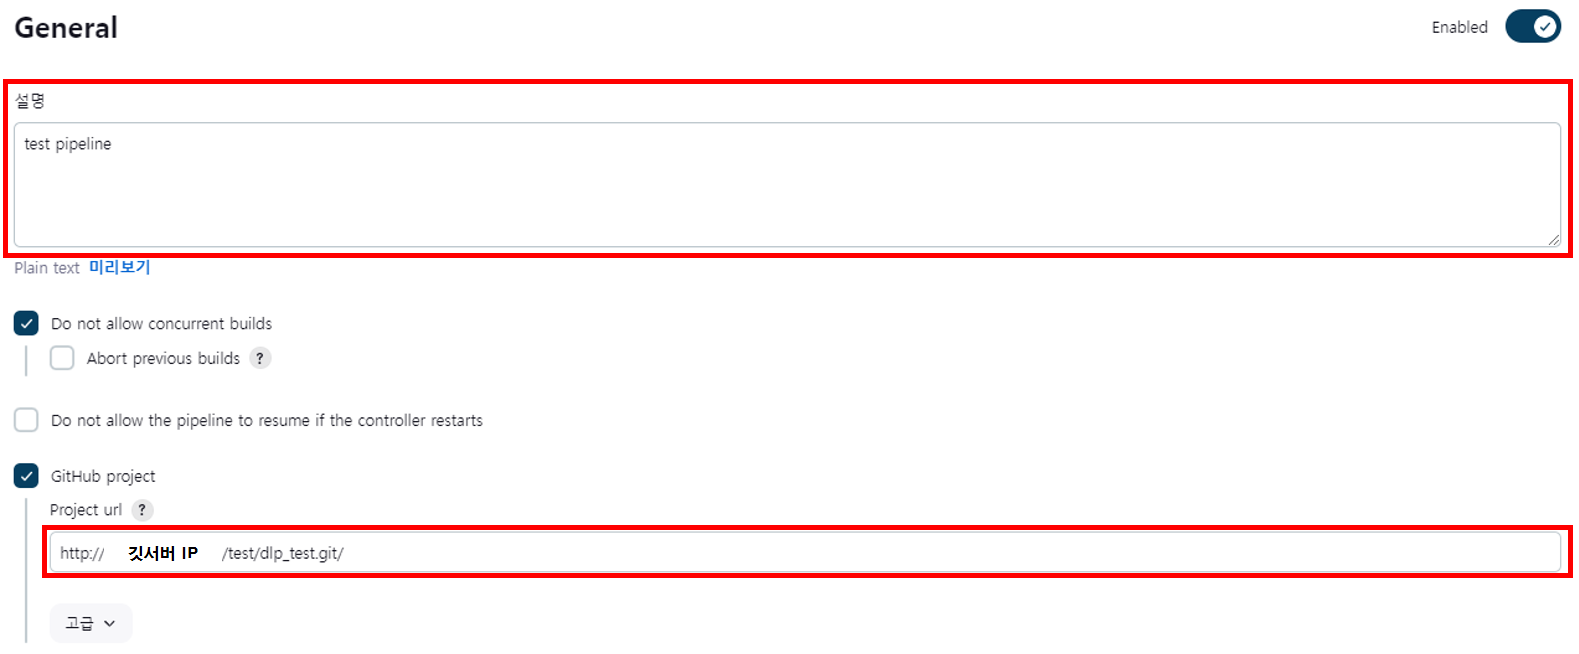 General
Enabled
설명
test pipeline
Plain text 미리보기
Do not allow concurrent builds
Abort previous builds ?
Do not allow the pipeline to resume if the controller restarts
GitHub project
Project url ?
http:// 깃서버 IP /test/dlp_test.git/
고급